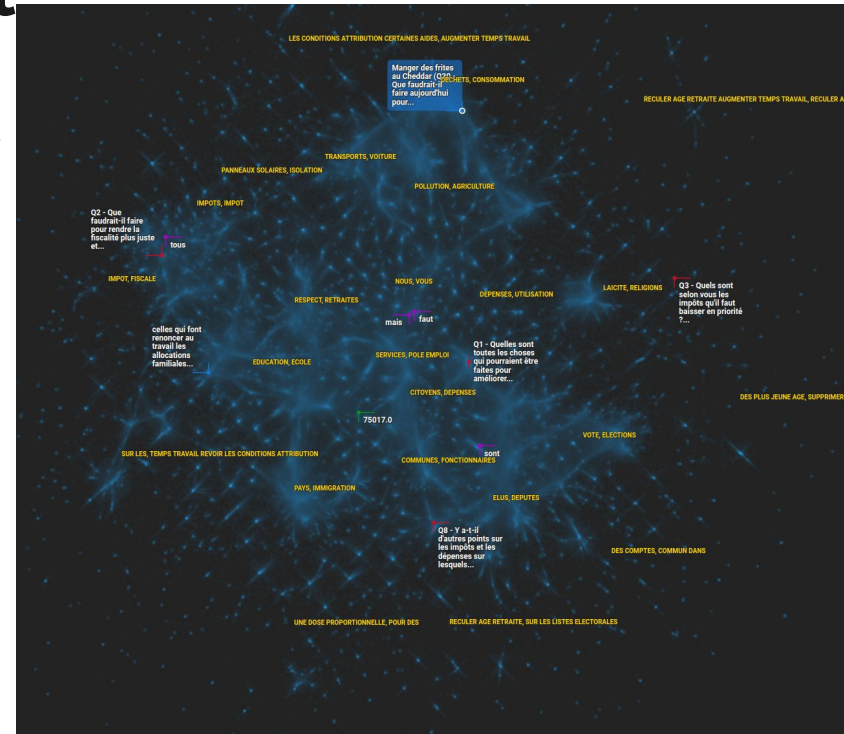 t
LES CONDITIONS ATTRIBUTION CERTAINES AIDES, AUGMENTER TEMPS TRAVAIL
Manger des frites
au Cheddar (Q20 -
Que faudrait-il
faire aujourd'hui
pour...
DECHETS, CONSOMMATION
RECULER AGE RETRAITE AUGMENTER TEMPS TRAVAIL, RECULER A
TRANSPORTS, VOITURE
PANNEAUX SOLAIRES, ISOLATION
POLLUTION, AGRICULTURE
IMPOTS, IMPOT
Q2 - Que
faudrait-il faire
pour rendre la
fiscalité plus juste
et...
tous
IMPOT, FISCALE
NOUS, VOUS
RESPECT, RETRAITES
DEPENSES, UTILISATION
LAICITE, RELIGIONS
Q3 - Quels sont
selon vous les
impôts qu'il faut
baisser en priorité
?...
mais
faut
celles qui font
renoncer au
travail les
allocations
familiales...
EDUCATION, ECOLE
SERVICES, POLE EMPLOI
Q1 - Quelles sont
toutes les choses
qui pourraient être
faites pour
améliorer...
CITOYENS, DEPENSES
DES PLUS JEUNE AGE, SUPPRIMER
75017.0
VOTE, ELECTIONS
SUR LES, TEMPS TRAVAIL REVOIR LES CONDITIONS ATTRIBUTION
sont
COMMUNES, FONCTIONNAIRES
PAYS, IMMIGRATION
ELUS, DEPUTES
Q8 - Y a-t-il
d'autres points sur
les impôts et les
dépenses sur
lesquels...
DES COMPTES, COMMUN DANS
UNE DOSE PROPORTIONNELLE, POUR DES
RECULER AGE RETRAITE, SUR LES LISTES ELECTORALES